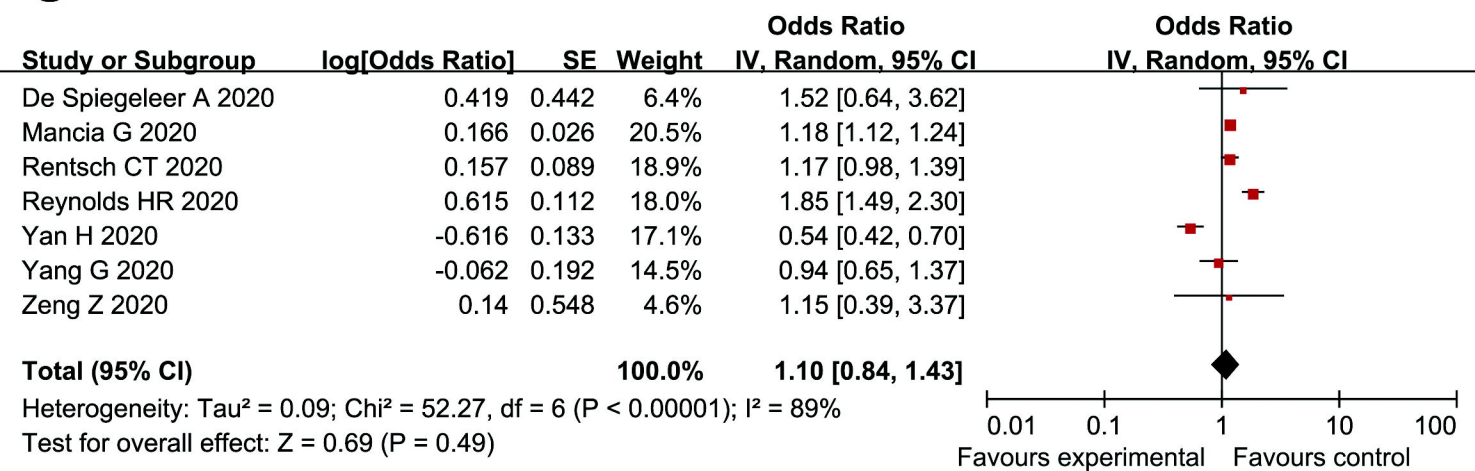 Odds Ratio Odds Ratio
Study or Subgroup log[Odds Ratio] SE Weight IV, Random, 95% CI IV, Random, 95% CI
De Spiegeleer A 2020 0.419 0.442 6.4% 1.52 [0.64, 3.62]
Mancia G 2020 0.166 0.026 20.5% 1.18 [1.12, 1.24]
Rentsch CT 2020 0.157 0.089 18.9% 1.17 [0.98, 1.39]
Reynolds HR 2020 0.615 0.112 18.0% 1.85 [1.49, 2.30]
Yan H 2020 -0.616 0.133 17.1% 0.54 [0.42, 0.70]
Yang G 2020 -0.062 0.192 14.5% 0.94 [0.65, 1.37]
Zeng Z 2020 0.14 0.548 4.6% 1.15 [0.39, 3.37]
Total (95% CI) 100.0% 1.10 [0.84, 1.43]
Heterogeneity: Tau² = 0.09; Chi² = 52.27, df = 6 (P < 0.00001); I² = 89%
Test for overall effect: Z = 0.69 (P = 0.49)
0.01 0.1 1 10 100
Favours experimental Favours control